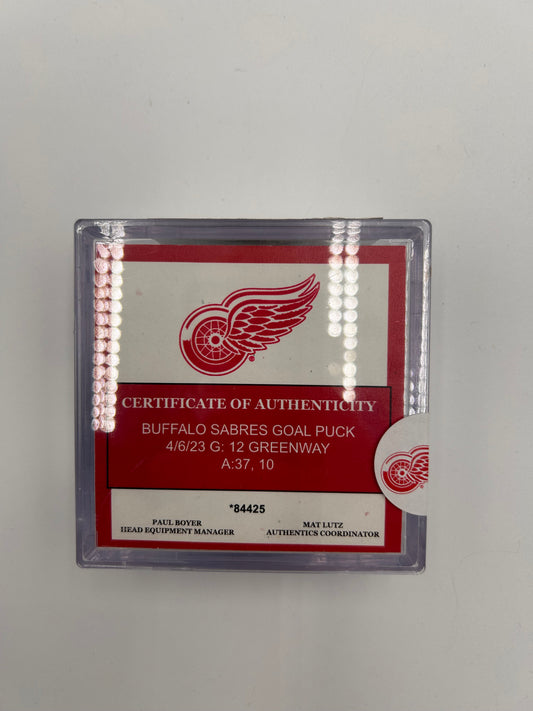 CERTIFICATE OF AUTHENTICITY
BUFFALO SABRES GOAL PUCK
4/6/23 G: 12 GREENWAY
A:37, 10
*84425
PAUL BOYER
HEAD EQUIPMENT MANAGER
MAT LUTZ
AUTHENTICS COORDINATOR